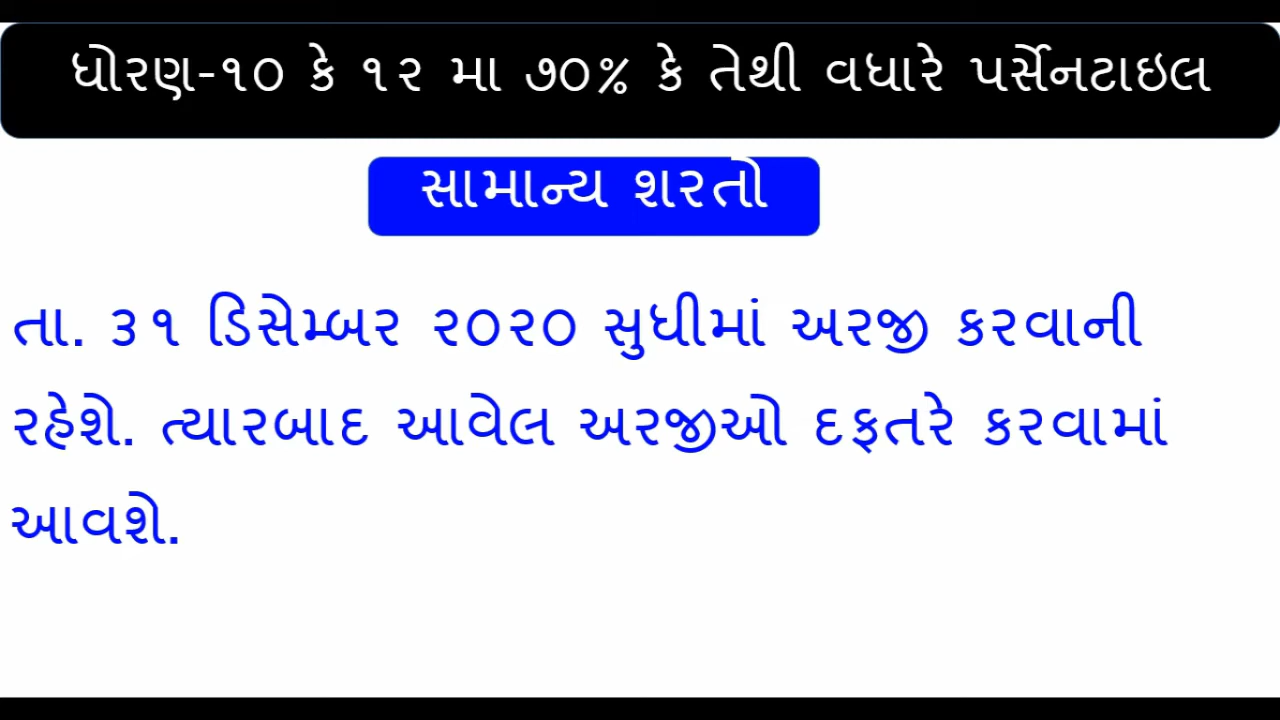 ધોરણ-૧૦ કે ૧૨ મા ૭૦% કે તેથી વધારે પર્સેનટાઇલ
સામાન્ય શરતો
તા. ૩૧ ડિસેમ્બર ૨૦૨૦ સુધીમાં અરજી કરવાની
રહેશે. ત્યારબાદ આવેલ અરજીઓ દફતરે કરવામાં
આવશે.